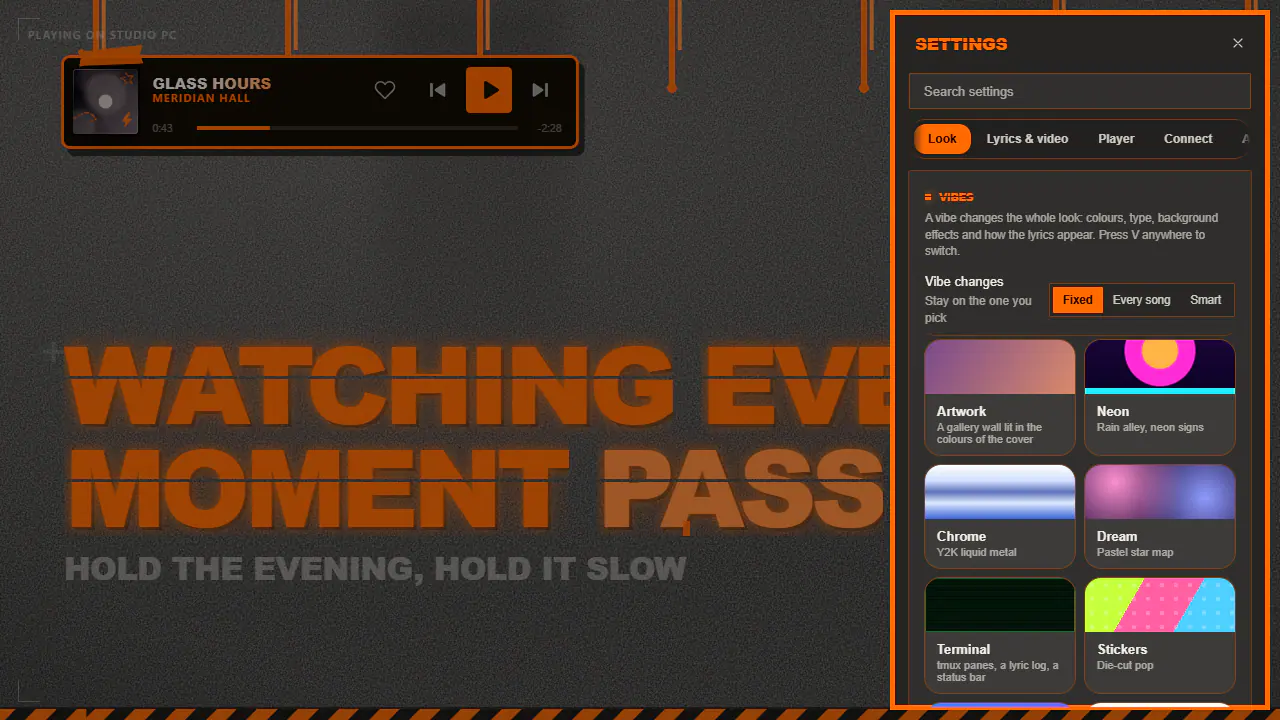 PLAYING ON STUDIO PC
GLASS HOURS
MERIDIAN HALL
0:43
-2:28
WATCHING EVE
MOMENT PASS
HOLD THE EVENING, HOLD IT SLOW
SETTINGS
Search settings
Look
Lyrics & video
Player
Connect
VIBES
A vibe changes the whole look: colours, type, background
effects and how the lyrics appear. Press V anywhere to
switch.
Vibe changes
Stay on the one you
pick
Fixed
Every song
Smart
Artwork
A gallery wall lit in the
colours of the cover
Neon
Rain alley, neon signs
Chrome
Y2K liquid metal
Dream
Pastel star map
Terminal
tmux panes, a lyric log, a
status bar
Stickers
Die-cut pop